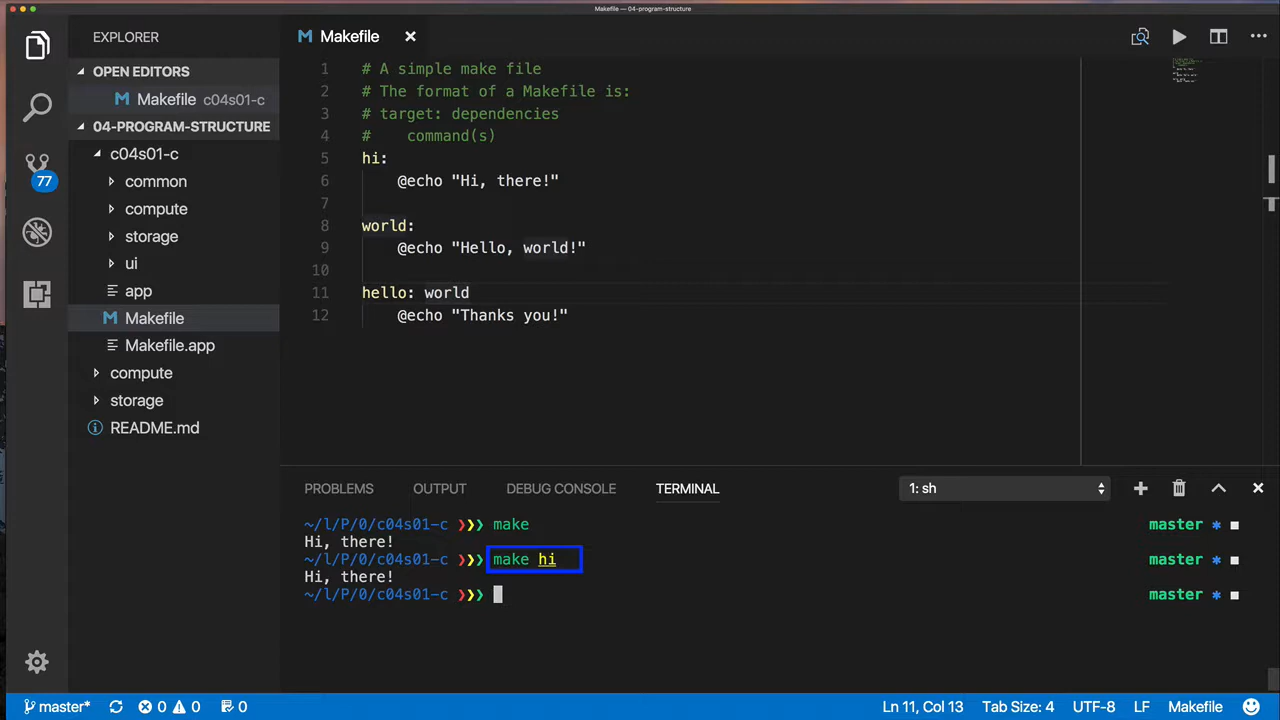 Makefile — 04-program-structure
EXPLORER
OPEN EDITORS
Makefile c04s01-c
04-PROGRAM-STRUCTURE
c04s01-c
common
compute
storage
ui
app
Makefile
Makefile.app
compute
storage
README.md
77
Makefile
1 # A simple make file
2 # The format of a Makefile is:
3 # target: dependencies
4 #    command(s)
5 hi:
6     @echo "Hi, there!"
7
8 world:
9     @echo "Hello, world!"
10
11 hello: world
12     @echo "Thanks you!"
PROBLEMS OUTPUT DEBUG CONSOLE TERMINAL 1: sh
~/l/P/0/c04s01-c ❯❯❯ make master * ■
Hi, there!
~/l/P/0/c04s01-c ❯❯❯ make hi master * ■
Hi, there!
~/l/P/0/c04s01-c ❯❯❯ master * ■
master* 0 0 0 Ln 11, Col 13 Tab Size: 4 UTF-8 LF Makefile